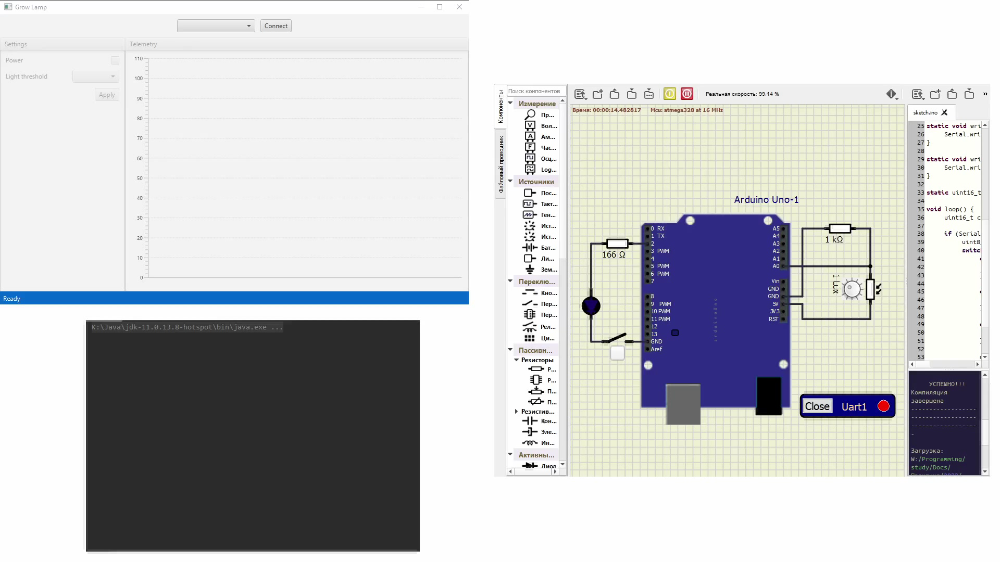 Grow Lamp
Connect
Settings
Telemetry
Power
Light threshold
Apply
110
100
90
80
70
60
50
40
30
20
10
0
Ready
K:\Java\jdk-11.0.13.8-hotspot\bin\java.exe ...
Компоненты
Файловый проводник
Поиск компонентов
Измерение
Пр...
Вол...
Ам...
Час...
Осц...
Log...
Источники
Пос...
Такт...
Ген...
Ист...
Ист...
Бат...
Ли...
Зем...
Переклю...
Кно...
Пер...
Пер...
Рел...
Ци...
Пассивн...
Резисторы
Р...
Р...
П...
П...
Резистив...
Кон...
Эле...
Ин...
Активны...
Диод
Реальная скорость: 99.14 %
Время: 00:00:14.482817 Mcu: atmega328 at 16 MHz
Arduino Uno-1
0 RX
1 TX
2
3 PWM
4
5 PWM
6 PWM
7
8
9 PWM
10 PWM
11 PWM
12
13
GND
Aref
A5
A4
A3
A2
A1
A0
Vin
GND
GND
5V
3V3
RST
arduinoUno
166 Ω
1 kΩ
1 Lux
Close Uart1
»
sketch.ino
25 static void wri
26 Serial.wri
27 }
28
29 static void wri
30 Serial.wri
31 }
32
33 static uint16_t
34
35 void loop() {
36 uint16_t c
37
38 if (Serial
39 uint8_
40 switc
41
42
43
44
45
46
47
48
49
50
51
52
53
УСПЕШНО!!!
Компиляция
завершена
------------------
------------------
------------------
-
Загрузка:
W:/Programming/
study/Docs/